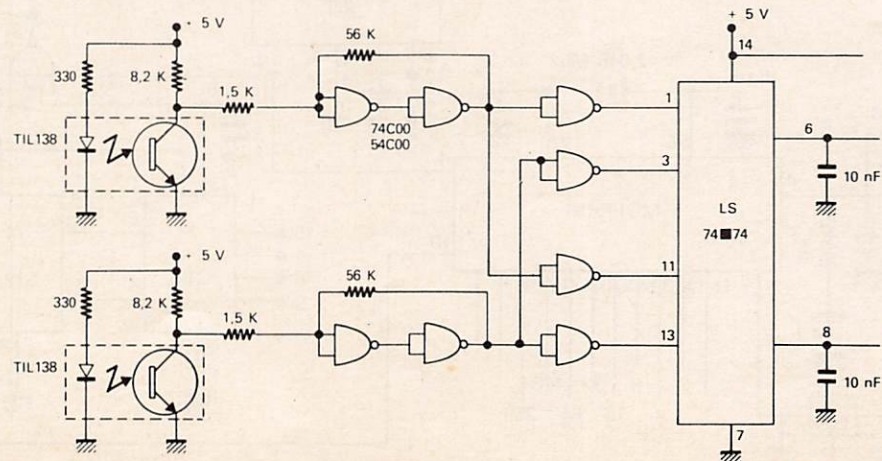 + 5 V
330
8,2 K
1,5 K
TIL138
56 K
74C00
54C00
+ 5 V
14
1
3
11
13
LS
74■74
6
10 nF
8
10 nF
7
+ 5 V
330
8,2 K
1,5 K
TIL138
56 K